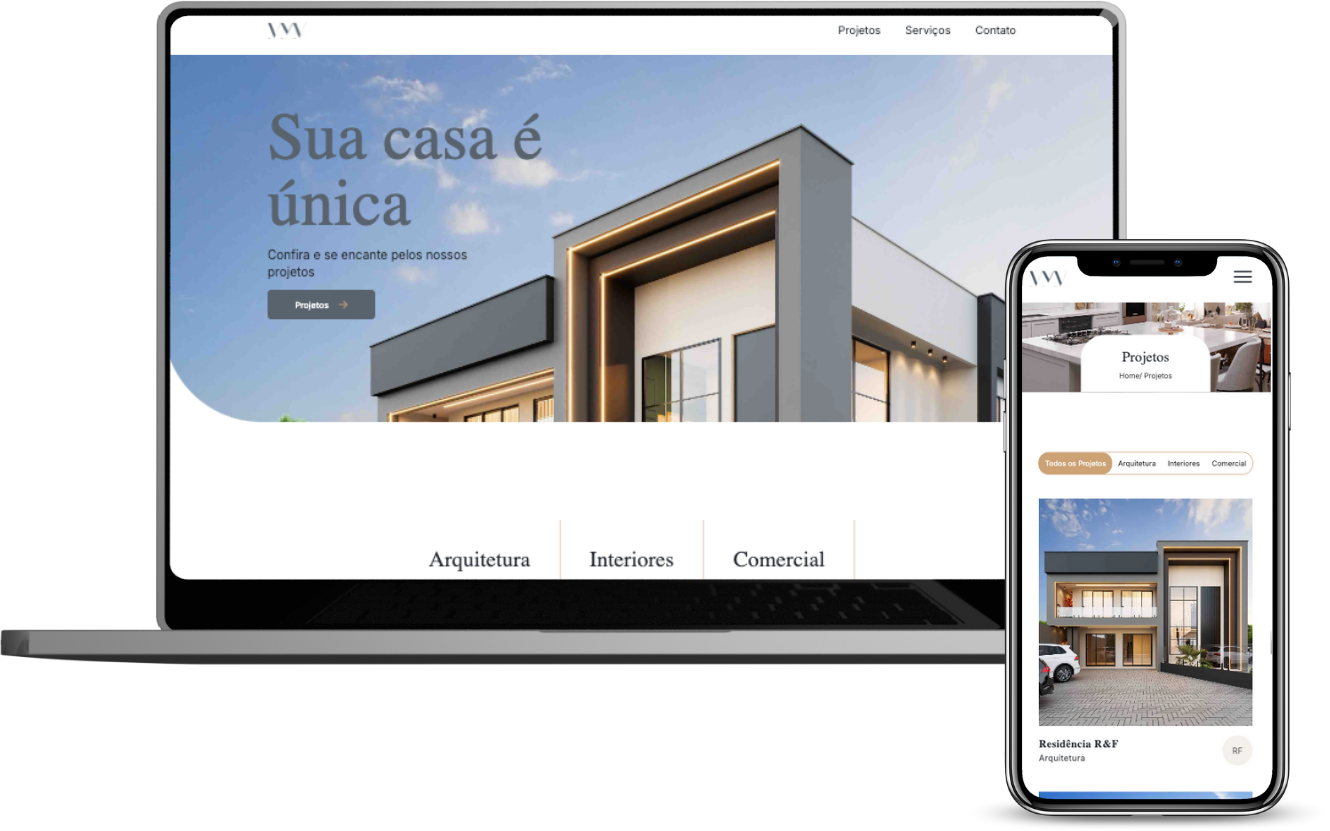 Projetos Serviços Contato
Sua casa é
única
Confira e se encante pelos nossos
projetos
Projetos
Arquitetura Interiores Comercial
Projetos
Home/ Projetos
Todos os Projetos Arquitetura Interiores Comercial
Residência R&F
Arquitetura
RF